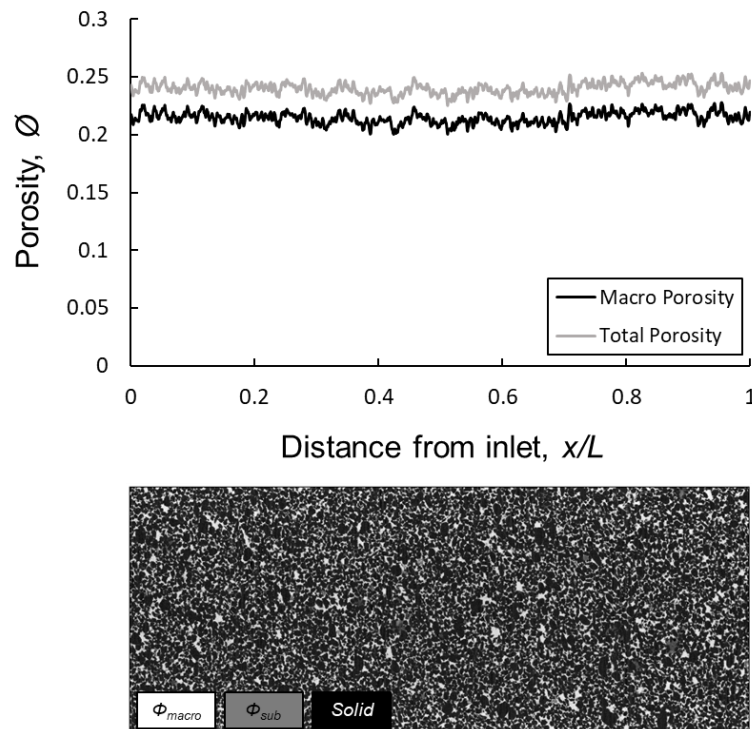 0.3
0.25
0.2
0.15
0.1
0.05
0
Porosity, Ø
Macro Porosity
Total Porosity
0 0.2 0.4 0.6 0.8 1
Distance from inlet, x/L
Φmacro Φsub Solid